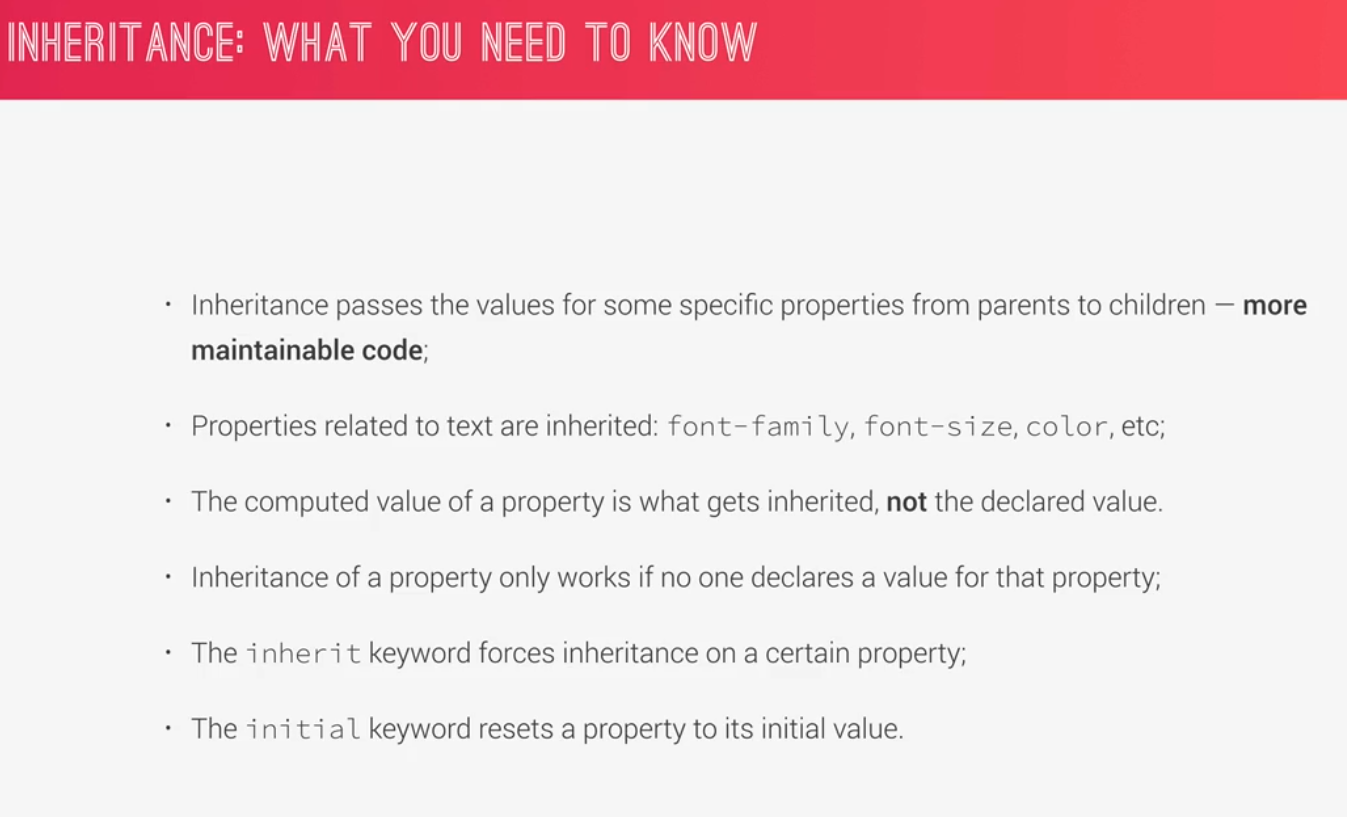 INHERITANCE: WHAT YOU NEED TO KNOW
• Inheritance passes the values for some specific properties from parents to children — more
maintainable code;
• Properties related to text are inherited: font-family, font-size, color, etc;
• The computed value of a property is what gets inherited, not the declared value.
• Inheritance of a property only works if no one declares a value for that property;
• The inherit keyword forces inheritance on a certain property;
• The initial keyword resets a property to its initial value.